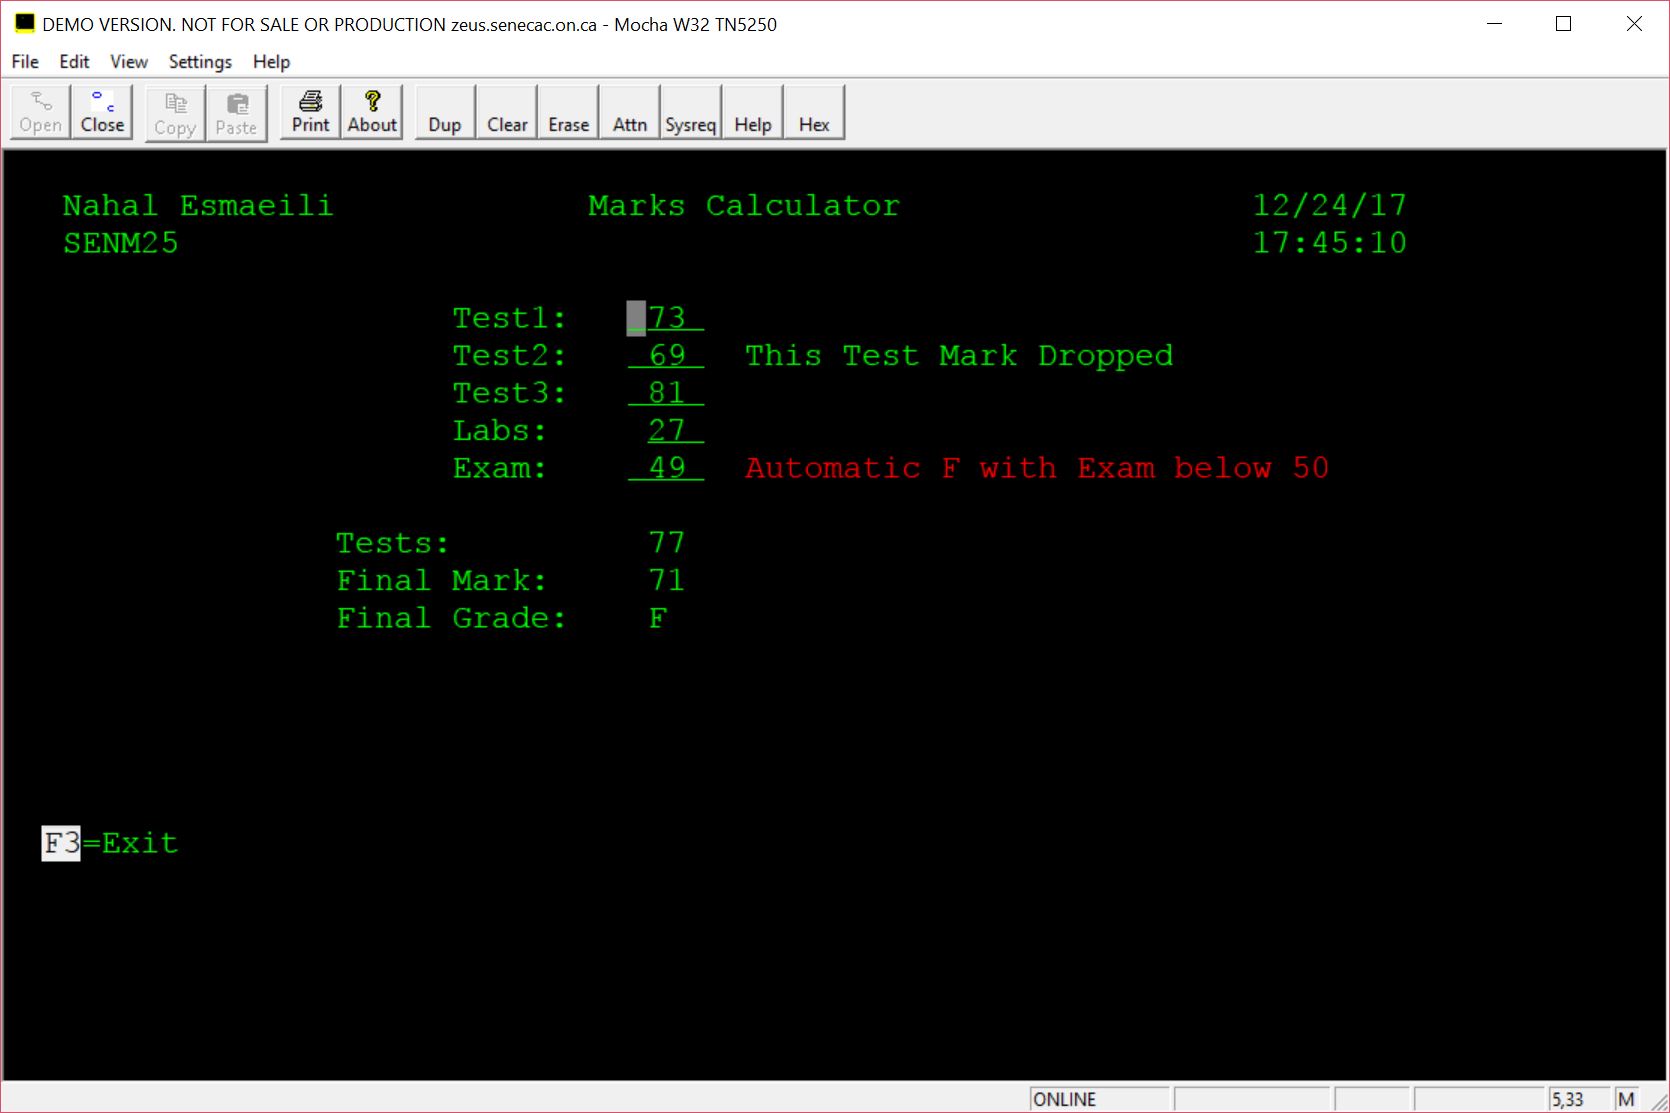 DEMO VERSION. NOT FOR SALE OR PRODUCTION zeus.senecac.on.ca - Mocha W32 TN5250
File Edit View Settings Help
Open Close Copy Paste Print About Dup Clear Erase Attn Sysreq Help Hex
Nahal Esmaeili Marks Calculator 12/24/17
SENM25 17:45:10
Test1: 73
Test2: 69 This Test Mark Dropped
Test3: 81
Labs: 27
Exam: 49 Automatic F with Exam below 50
Tests: 77
Final Mark: 71
Final Grade: F
F3=Exit
ONLINE 5,33 M